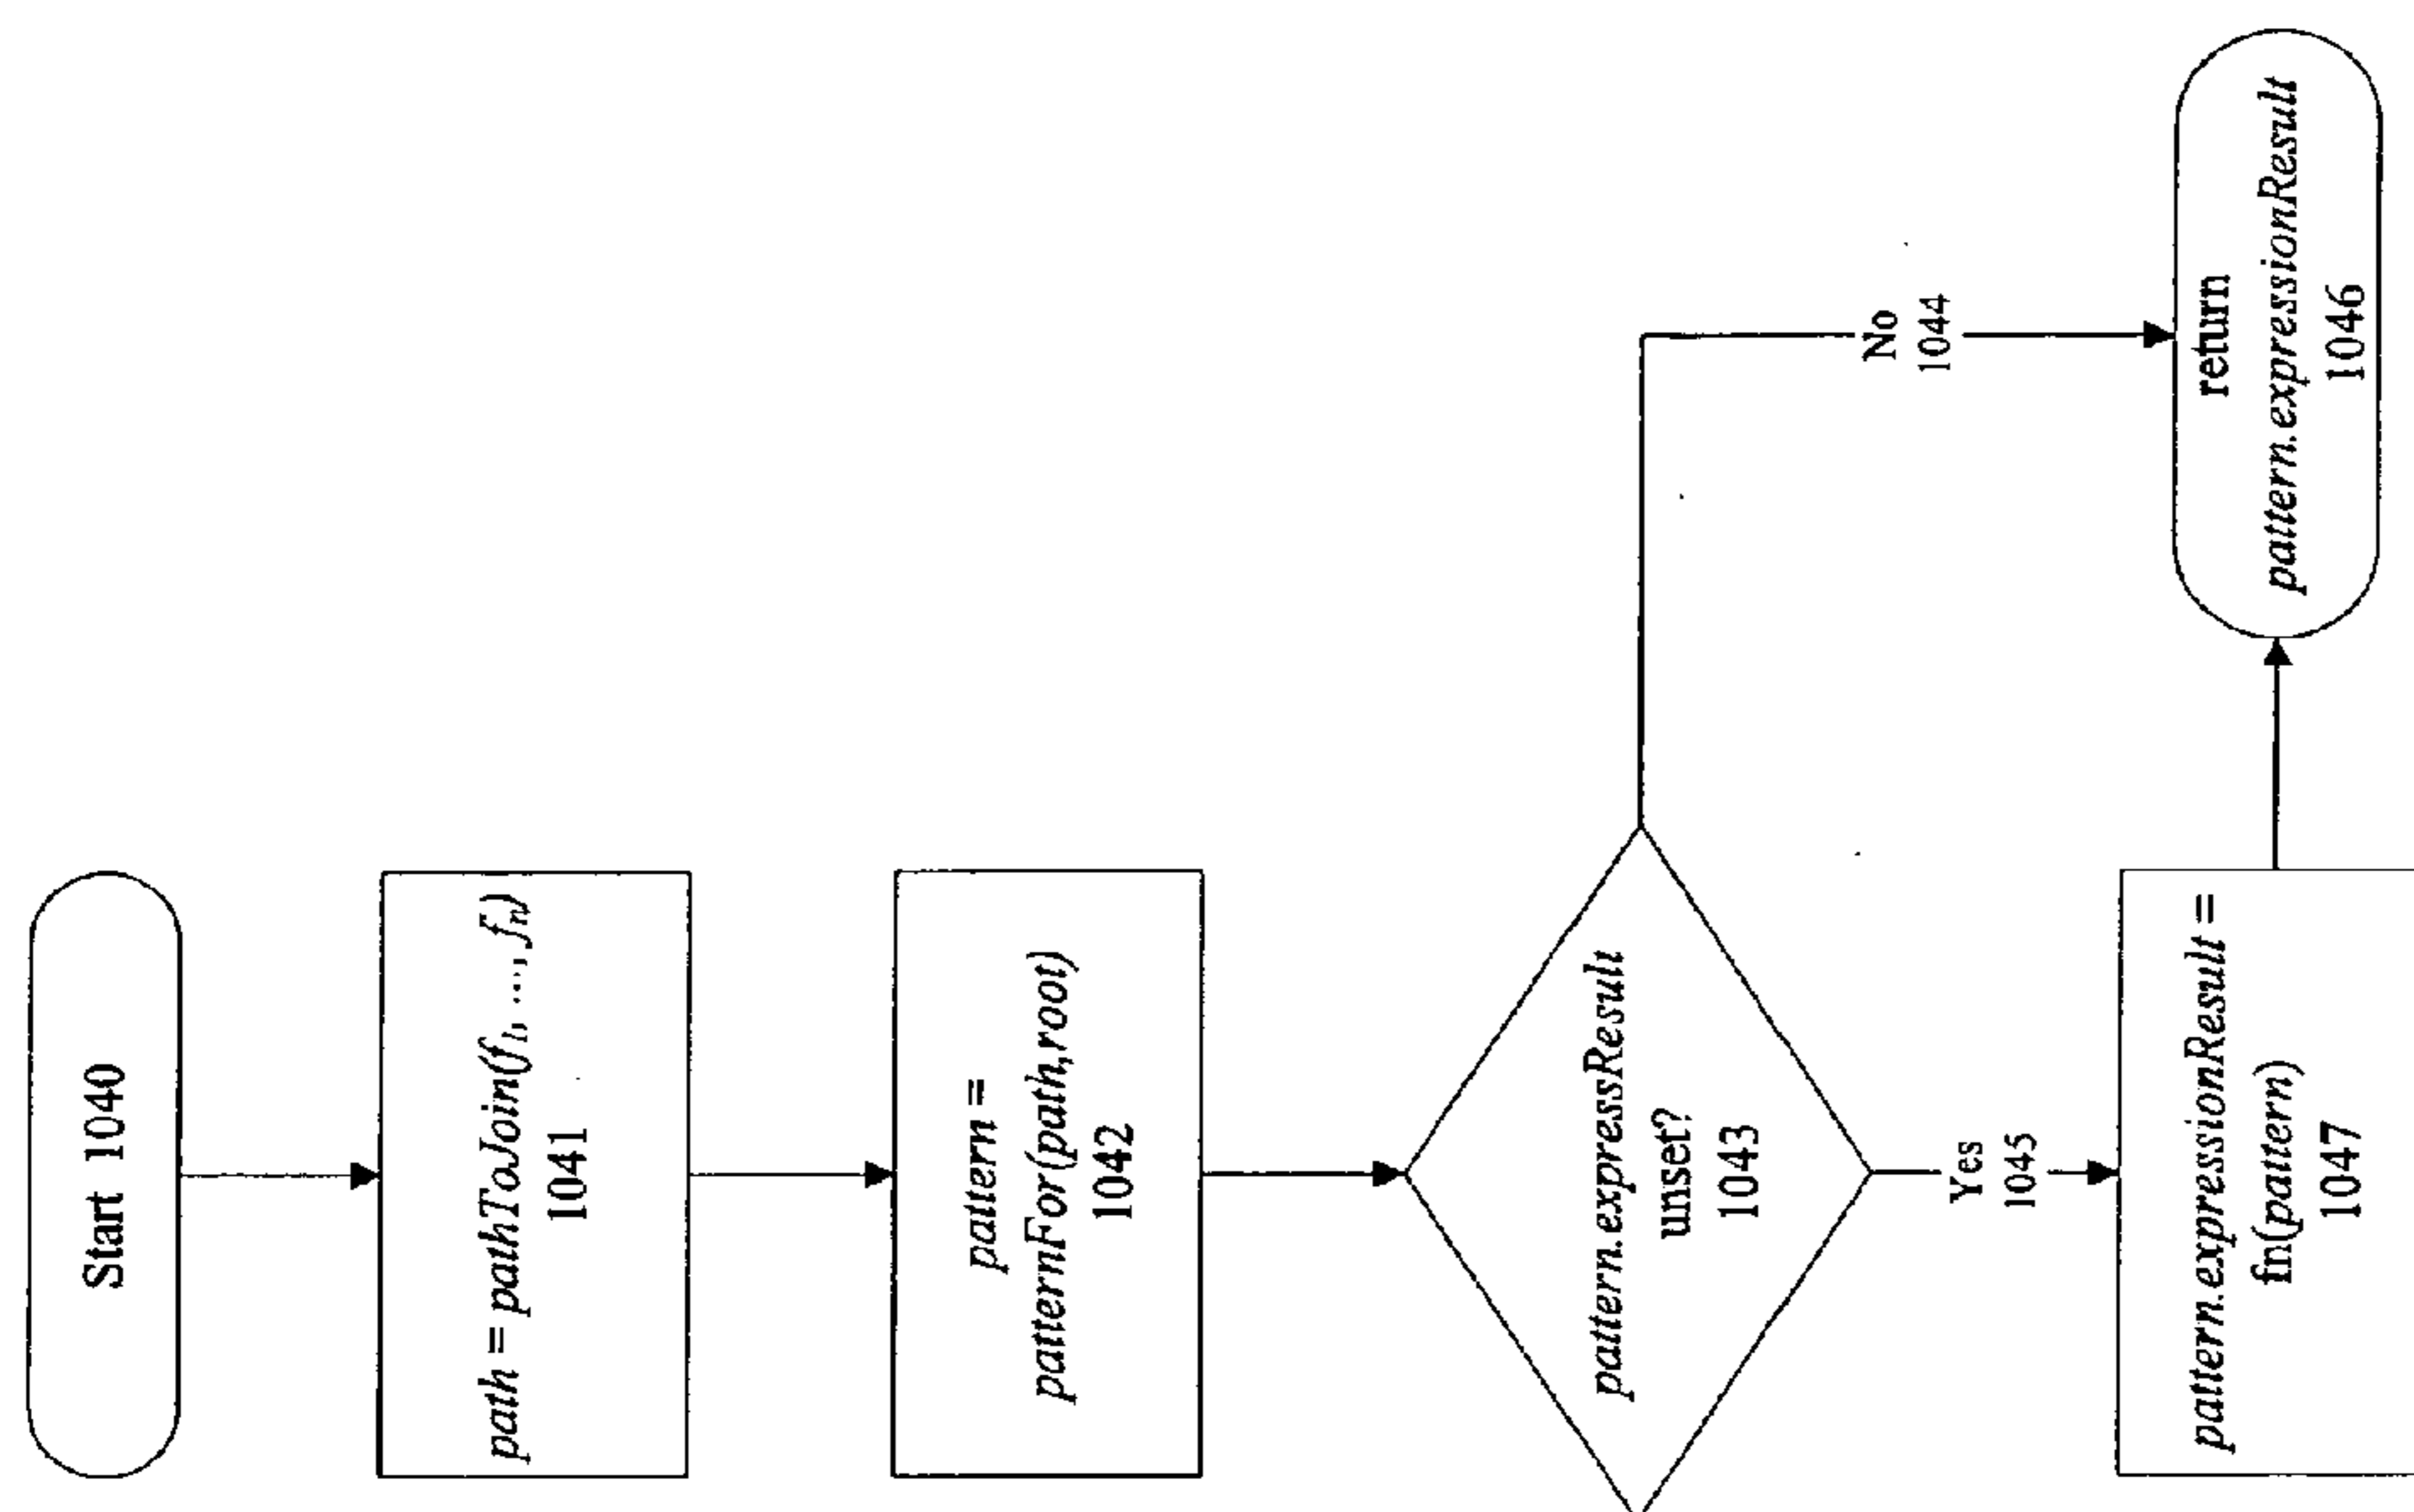 Start 1040
path = pathToJoin(f1, ..., fn)
1041
pattern =
patternFor(path,root)
1042
pattern.expressResult
unset?
1043
No
1044
Yes
1045
pattern.expressionResult =
fn(pattern)
1047
return
pattern.expressionResult
1046